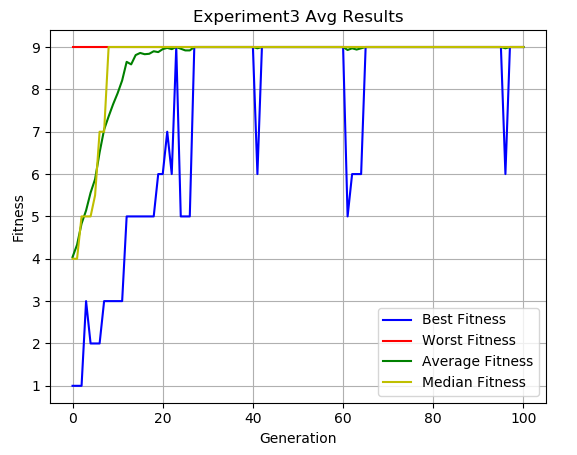 Experiment3 Avg Results
Fitness
9
8
7
6
5
4
3
2
1
0
20
40
60
80
100
Generation
Best Fitness
Worst Fitness
Average Fitness
Median Fitness